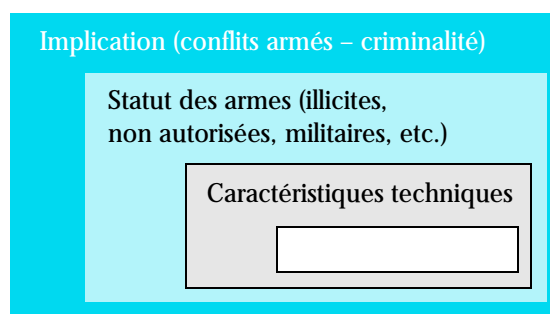 Implication (conflits armés – criminalité)
Statut des armes (illicites,
non autorisées, militaires, etc.)
Caractéristiques techniques